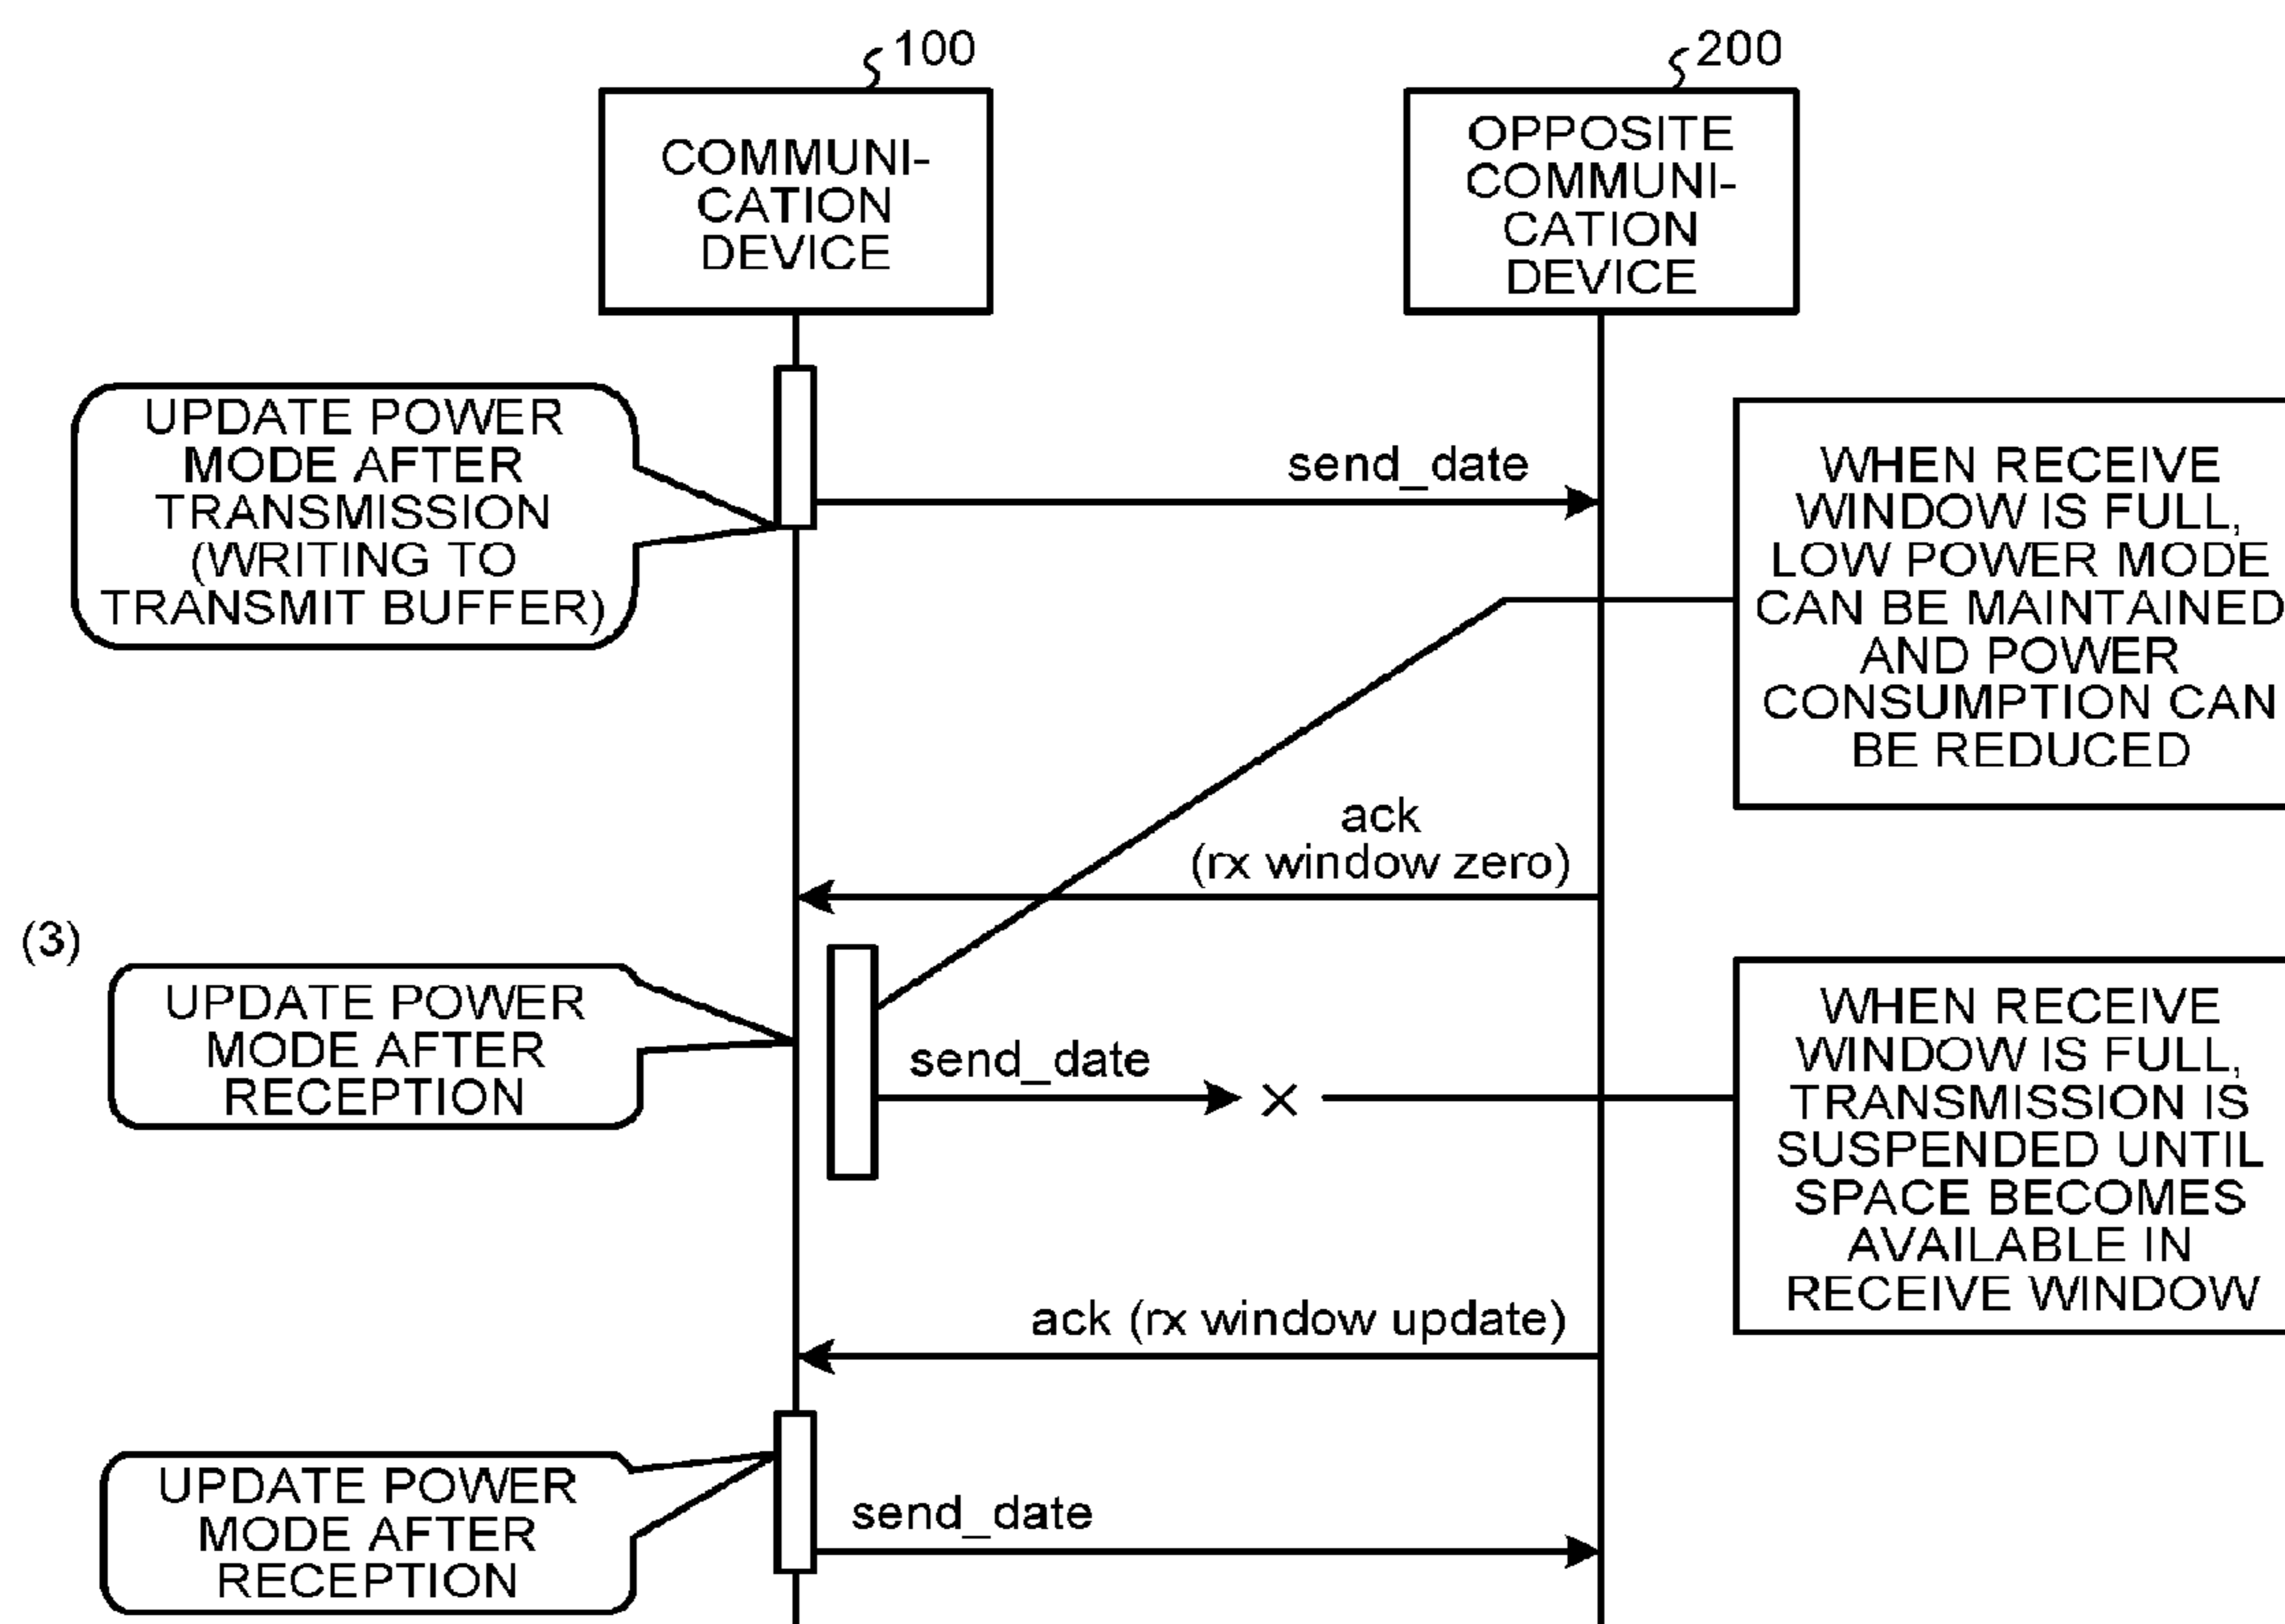 100
200
COMMUNI-
CATION
DEVICE
OPPOSITE
COMMUNI-
CATION
DEVICE
UPDATE POWER
MODE AFTER
TRANSMISSION
(WRITING TO
TRANSMIT BUFFER)
send_date
WHEN RECEIVE
WINDOW IS FULL,
LOW POWER MODE
CAN BE MAINTAINED
AND POWER
CONSUMPTION CAN
BE REDUCED
ack
(rx window zero)
(3)
UPDATE POWER
MODE AFTER
RECEPTION
send_date
WHEN RECEIVE
WINDOW IS FULL,
TRANSMISSION IS
SUSPENDED UNTIL
SPACE BECOMES
AVAILABLE IN
RECEIVE WINDOW
ack (rx window update)
UPDATE POWER
MODE AFTER
RECEPTION
send_date